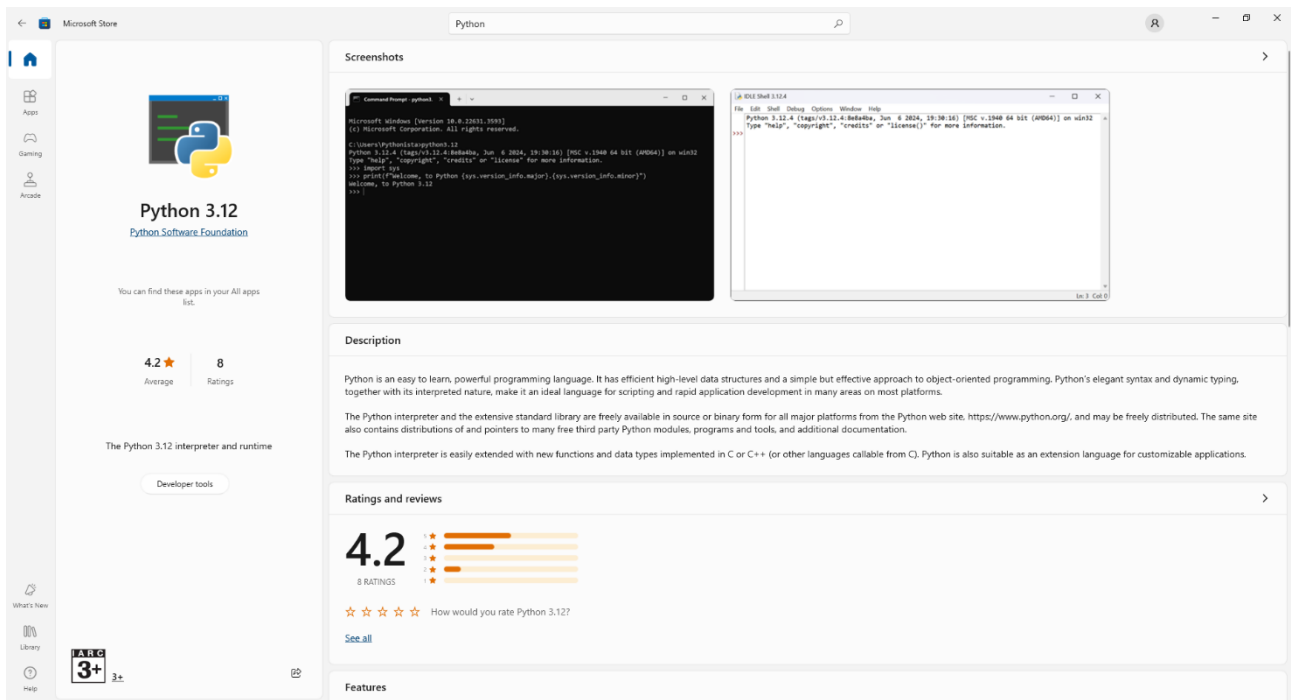 Microsoft Store
Python
Apps
Gaming
Arcade
What's New
Library
Help
Python 3.12
Python Software Foundation
You can find these apps in your All apps
list.
4.2
8
Average
Ratings
The Python 3.12 interpreter and runtime
Developer tools
IARC
3+
3+
Screenshots
Command Prompt - python3.
Microsoft Windows [Version 10.0.22631.3593]
(c) Microsoft Corporation. All rights reserved.
C:\Users\Pythonista>python3.12
Python 3.12.4 (tags/v3.12.4:8e8a4ba, Jun  6 2024, 19:30:16) [MSC v.1940 64 bit (AMD64)] on win32
Type "help", "copyright", "credits" or "license" for more information.
>>> import sys
>>> print(f"Welcome, to Python {sys.version_info.major}.{sys.version_info.minor}")
Welcome, to Python 3.12
>>>
IDLE Shell 3.12.4
File Edit Shell Debug Options Window Help
Python 3.12.4 (tags/v3.12.4:8e8a4ba, Jun  6 2024, 19:30:16) [MSC v.1940 64 bit (AMD64)] on win32
Type "help", "copyright", "credits" or "license()" for more information.
>>>
Ln: 3 Col: 0
Description
Python is an easy to learn, powerful programming language. It has efficient high-level data structures and a simple but effective approach to object-oriented programming. Python's elegant syntax and dynamic typing,
together with its interpreted nature, make it an ideal language for scripting and rapid application development in many areas on most platforms.
The Python interpreter and the extensive standard library are freely available in source or binary form for all major platforms from the Python web site, https://www.python.org/, and may be freely distributed. The same site
also contains distributions of and pointers to many free third party Python modules, programs and tools, and additional documentation.
The Python interpreter is easily extended with new functions and data types implemented in C or C++ (or other languages callable from C). Python is also suitable as an extension language for customizable applications.
Ratings and reviews
4.2
8 RATINGS
5
4
3
2
1
How would you rate Python 3.12?
See all
Features